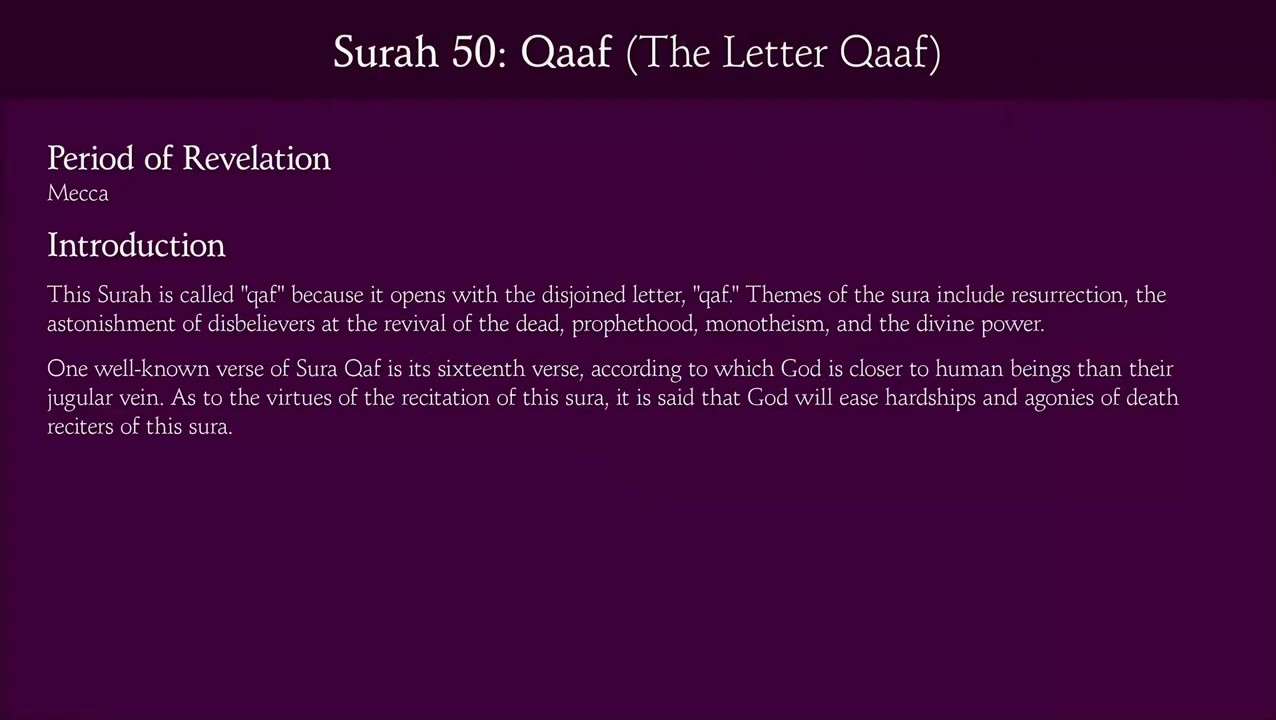 Surah 50: Qaaf (The Letter Qaaf)
Period of Revelation
Mecca
Introduction
This Surah is called "qaf" because it opens with the disjoined letter, "qaf." Themes of the sura include resurrection, the
astonishment of disbelievers at the revival of the dead, prophethood, monotheism, and the divine power.
One well-known verse of Sura Qaf is its sixteenth verse, according to which God is closer to human beings than their
jugular vein. As to the virtues of the recitation of this sura, it is said that God will ease hardships and agonies of death
reciters of this sura.